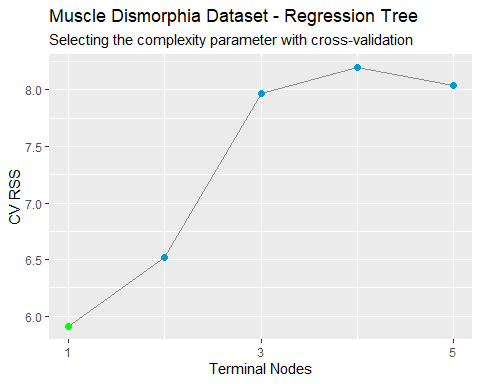 Muscle Dismorphia Dataset - Regression Tree
Selecting the complexity parameter with cross-validation
CV RSS
8.0
7.5
7.0
6.5
6.0
1 3 5
Terminal Nodes